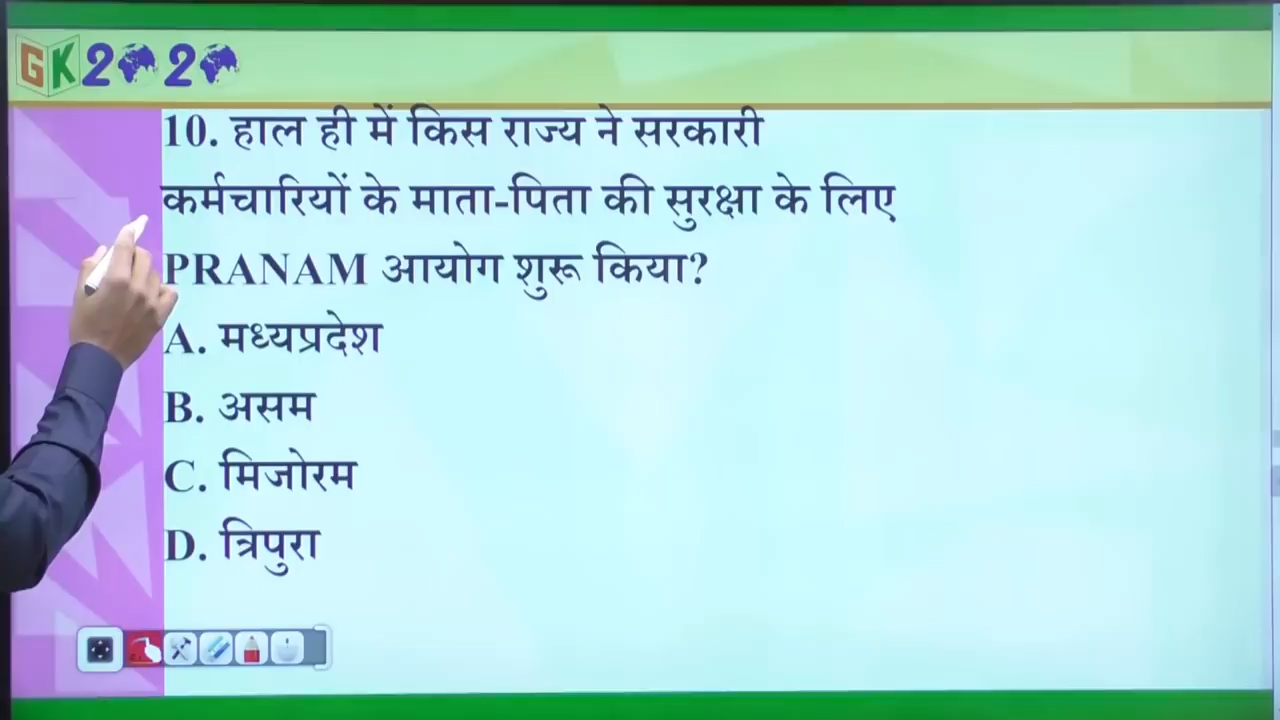 GK2020
10. हाल ही में किस राज्य ने सरकारी
कर्मचारियों के माता-पिता की सुरक्षा के लिए
PRANAM आयोग शुरू किया?
A. मध्यप्रदेश
B. असम
C. मिजोरम
D. त्रिपुरा